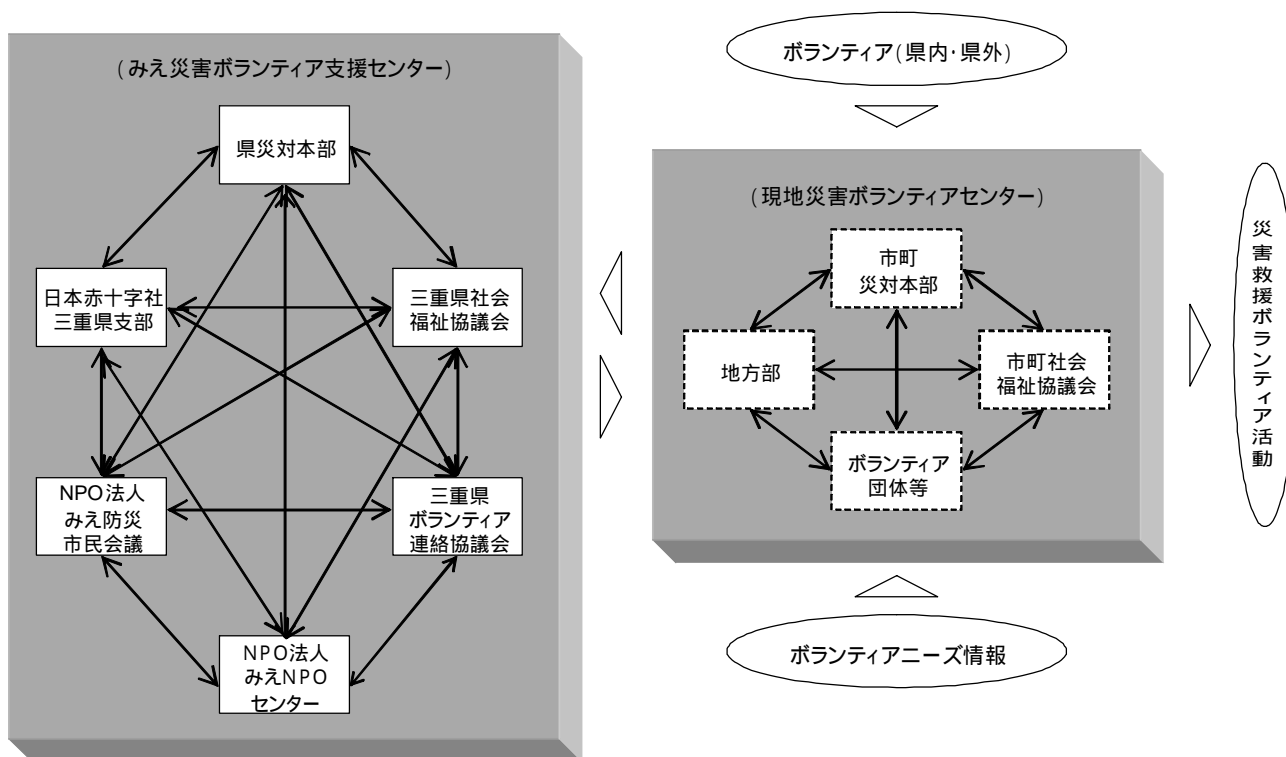 (みえ災害ボランティア支援センター)
県災対本部
日本赤十字社
三重県支部
三重県社会
福祉協議会
NPO法人
みえ防災
市民会議
三重県
ボランティア
連絡協議会
NPO法人
みえNPO
センター
ボランティア(県内・県外)
(現地災害ボランティアセンター)
市町
災対本部
地方部
市町社会
福祉協議会
ボランティア
団体等
ボランティアニーズ情報
災害救援ボランティア活動